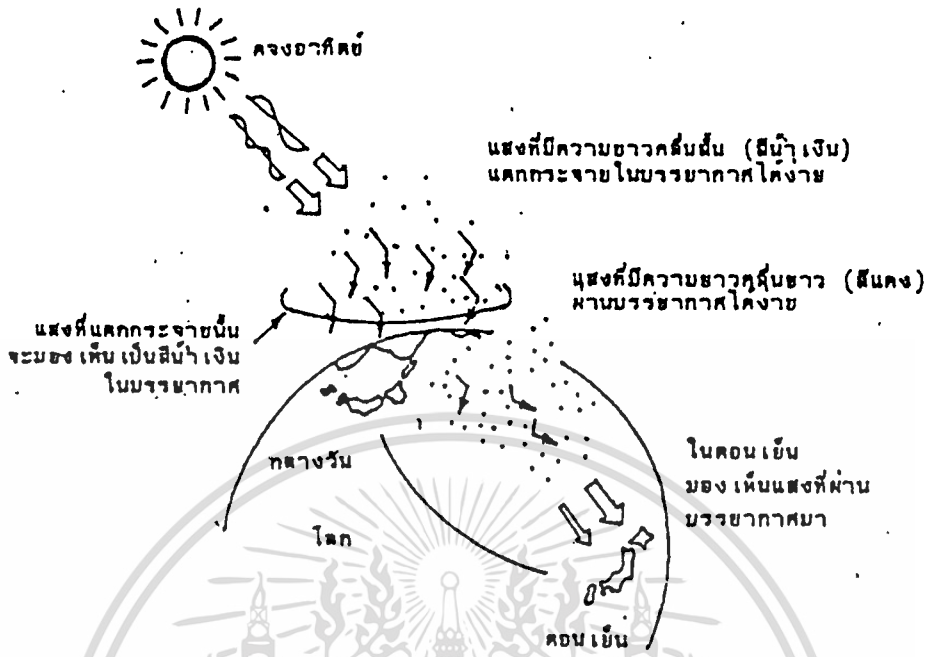 ดวงอาทิตย์
แสงที่มีความยาวคลื่นสั้น (สีน้ำเงิน)
แตกกระจายในบรรยากาศได้ง่าย
แสงที่มีความยาวคลื่นยาว (สีแดง)
ผ่านบรรยากาศได้ง่าย
แสงที่แตกกระจายนั้น
จะมองเห็นเป็นสีน้ำเงิน
ในบรรยากาศ
กลางวัน
โลก
ในตอนเย็น
มองเห็นแสงที่ผ่าน
บรรยากาศมา
ตอนเย็น